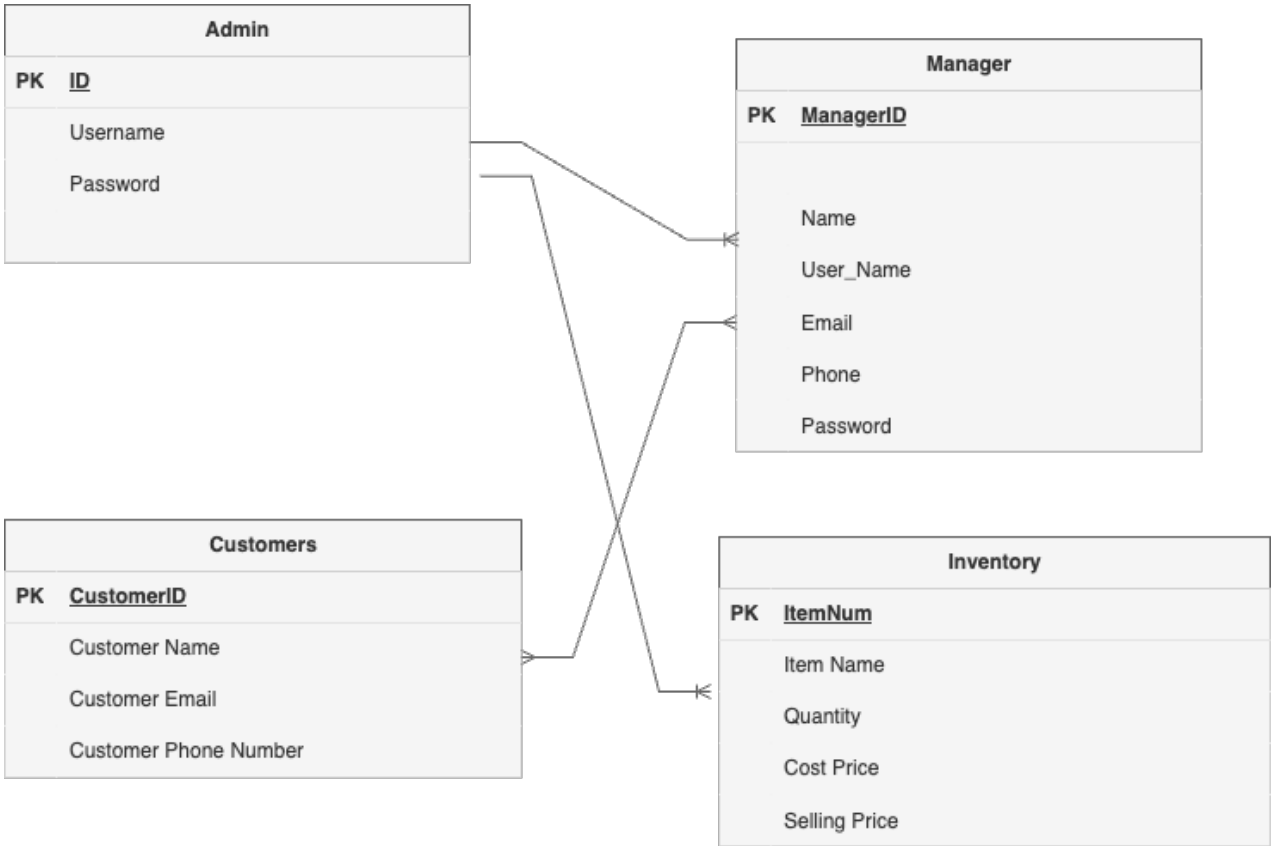 Admin
PK ID
Username
Password
Manager
PK ManagerID
Name
User_Name
Email
Phone
Password
Customers
PK CustomerID
Customer Name
Customer Email
Customer Phone Number
Inventory
PK ItemNum
Item Name
Quantity
Cost Price
Selling Price